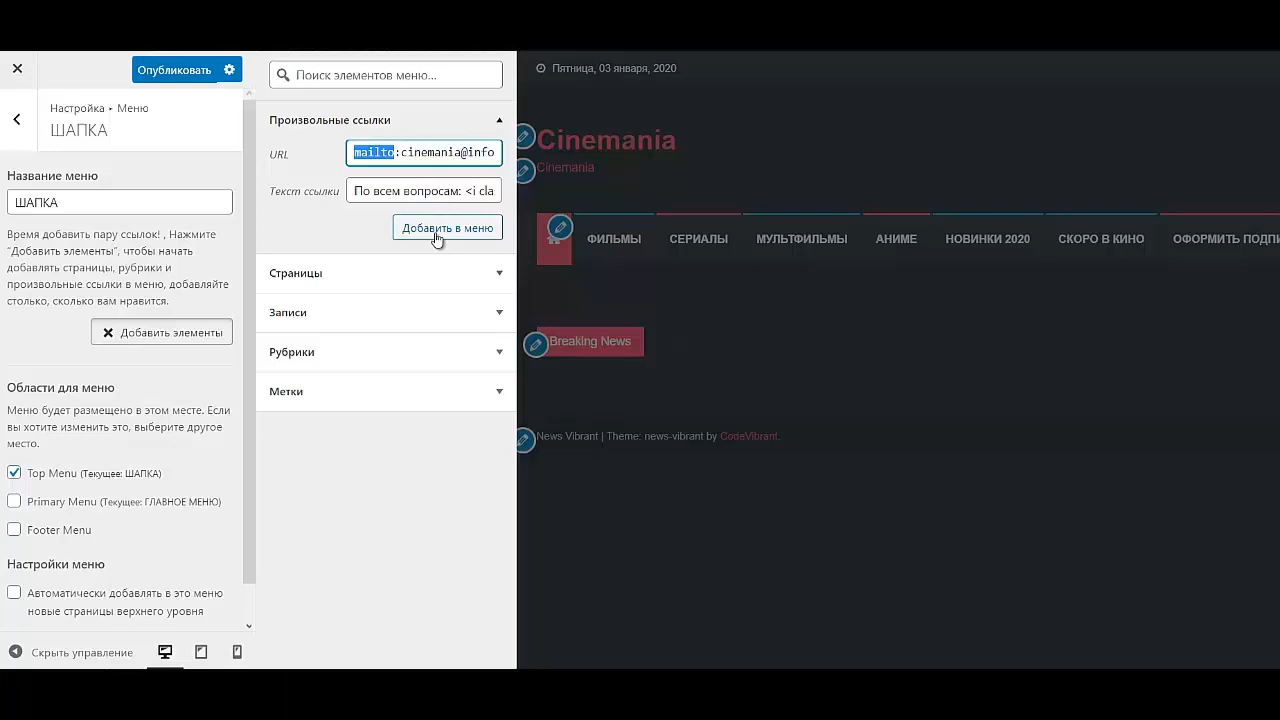 Опубликовать
Настройка ▸ Меню
ШАПКА
Название меню
ШАПКА
Время добавить пару ссылок! , Нажмите
“Добавить элементы”, чтобы начать
добавлять страницы, рубрики и
произвольные ссылки в меню, добавляйте
столько, сколько вам нравится.
Добавить элементы
Области для меню
Меню будет размещено в этом месте. Если
вы хотите изменить это, выберите другое
место.
Top Menu (Текущее: ШАПКА)
Primary Menu (Текущее: ГЛАВНОЕ МЕНЮ)
Footer Menu
Настройки меню
Автоматически добавлять в это меню
новые страницы верхнего уровня
Скрыть управление
Поиск элементов меню...
Произвольные ссылки
URL mailto:cinemania@info
Текст ссылки По всем вопросам: <i cla
Добавить в меню
Страницы
Записи
Рубрики
Метки
Пятница, 03 января, 2020
Cinemania
Cinemania
ФИЛЬМЫ СЕРИАЛЫ МУЛЬТФИЛЬМЫ АНИМЕ НОВИНКИ 2020 СКОРО В КИНО ОФОРМИТЬ ПОДПИ
Breaking News
News Vibrant | Theme: news-vibrant by CodeVibrant.